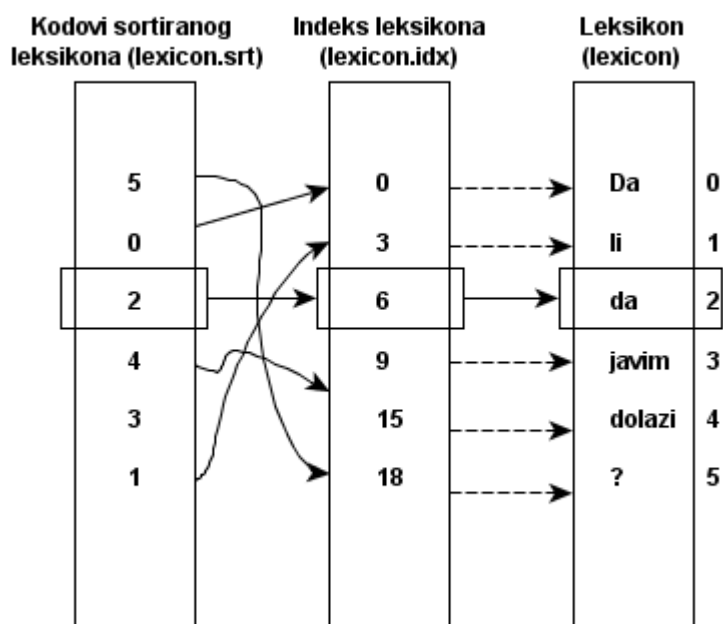 Kodovi sortiranog
leksikona (lexicon.srt)
Indeks leksikona
(lexicon.idx)
Leksikon
(lexicon)
5 0 Da 0
0 3 li 1
2 6 da 2
4 9 javim 3
3 15 dolazi 4
1 18 ? 5